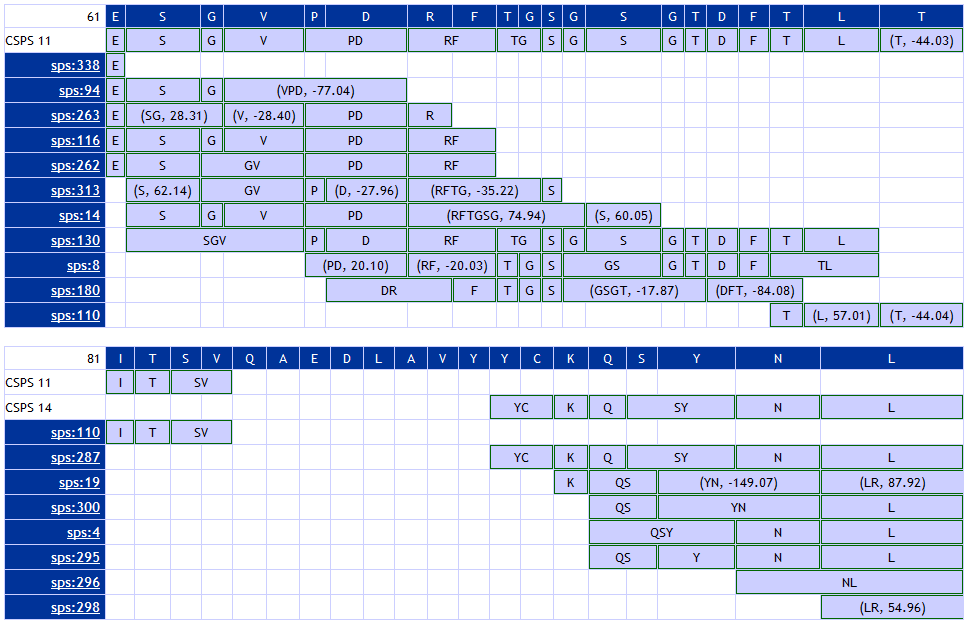 61 E S G V P D R F T G S G S G T D F T L T
CSPS 11 E S G V PD RF TG S G S G T D F T L (T, -44.03)
sps:338 E
sps:94 E S G (VPD, -77.04)
sps:263 E (SG, 28.31) (V, -28.40) PD R
sps:116 E S G V PD RF
sps:262 E S GV PD RF
sps:313 (S, 62.14) GV P (D, -27.96) (RFTG, -35.22) S
sps:14 S G V PD (RFTGSG, 74.94) (S, 60.05)
sps:130 SGV P D RF TG S G S G T D F T L
sps:8 (PD, 20.10) (RF, -20.03) T G S GS G T D F TL
sps:180 DR F T G S (GSGT, -17.87) (DFT, -84.08)
sps:110 T (L, 57.01) (T, -44.04)
81 I T S V Q A E D L A V Y Y C K Q S Y N L
CSPS 11 I T SV
CSPS 14 YC K Q SY N L
sps:110 I T SV
sps:287 YC K Q SY N L
sps:19 K QS (YN, -149.07) (LR, 87.92)
sps:300 QS YN L
sps:4 QSY N L
sps:295 QS Y N L
sps:296 NL
sps:298 (LR, 54.96)